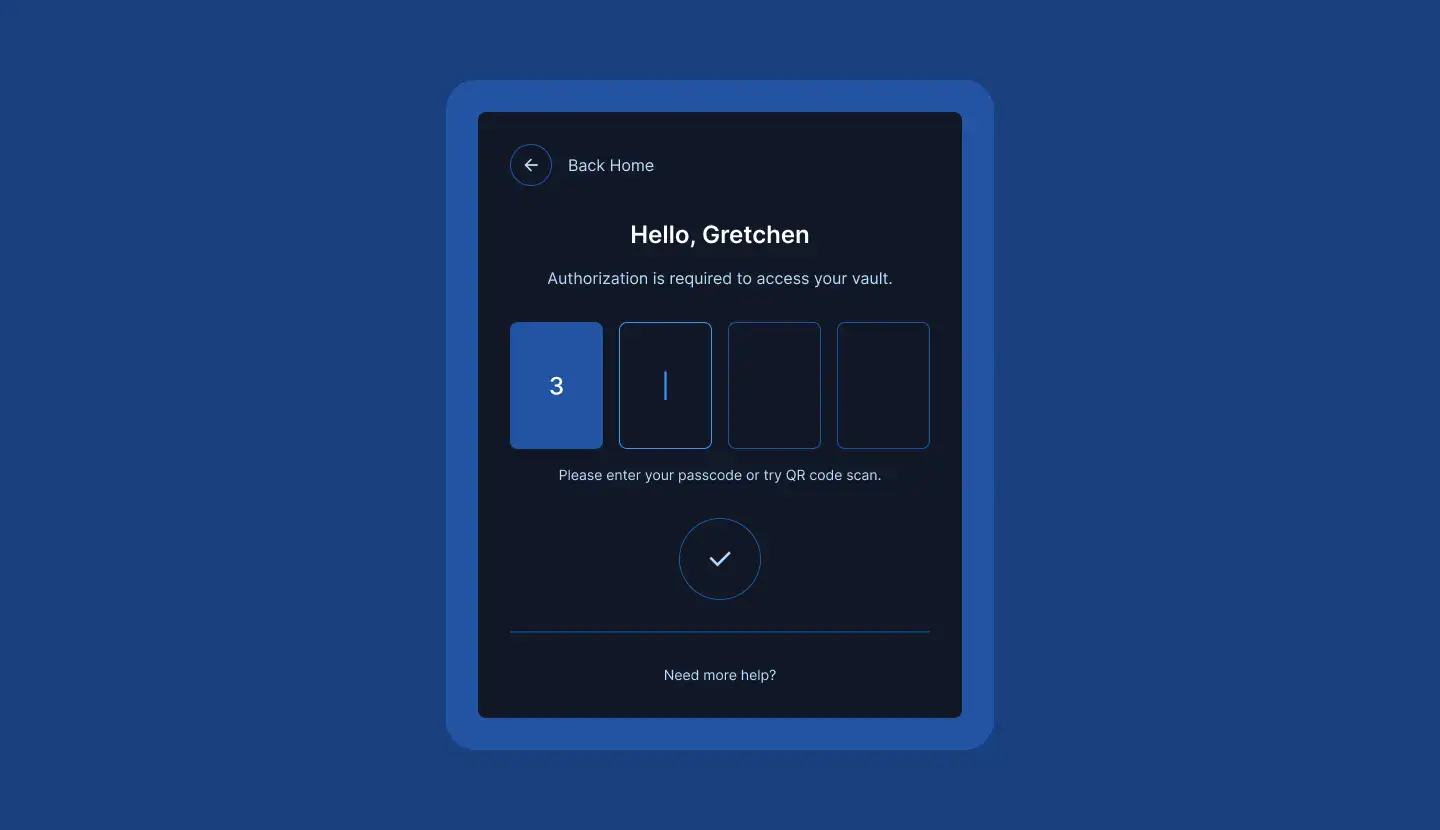 Back Home
Hello, Gretchen
Authorization is required to access your vault.
3
Please enter your passcode or try QR code scan.
Need more help?